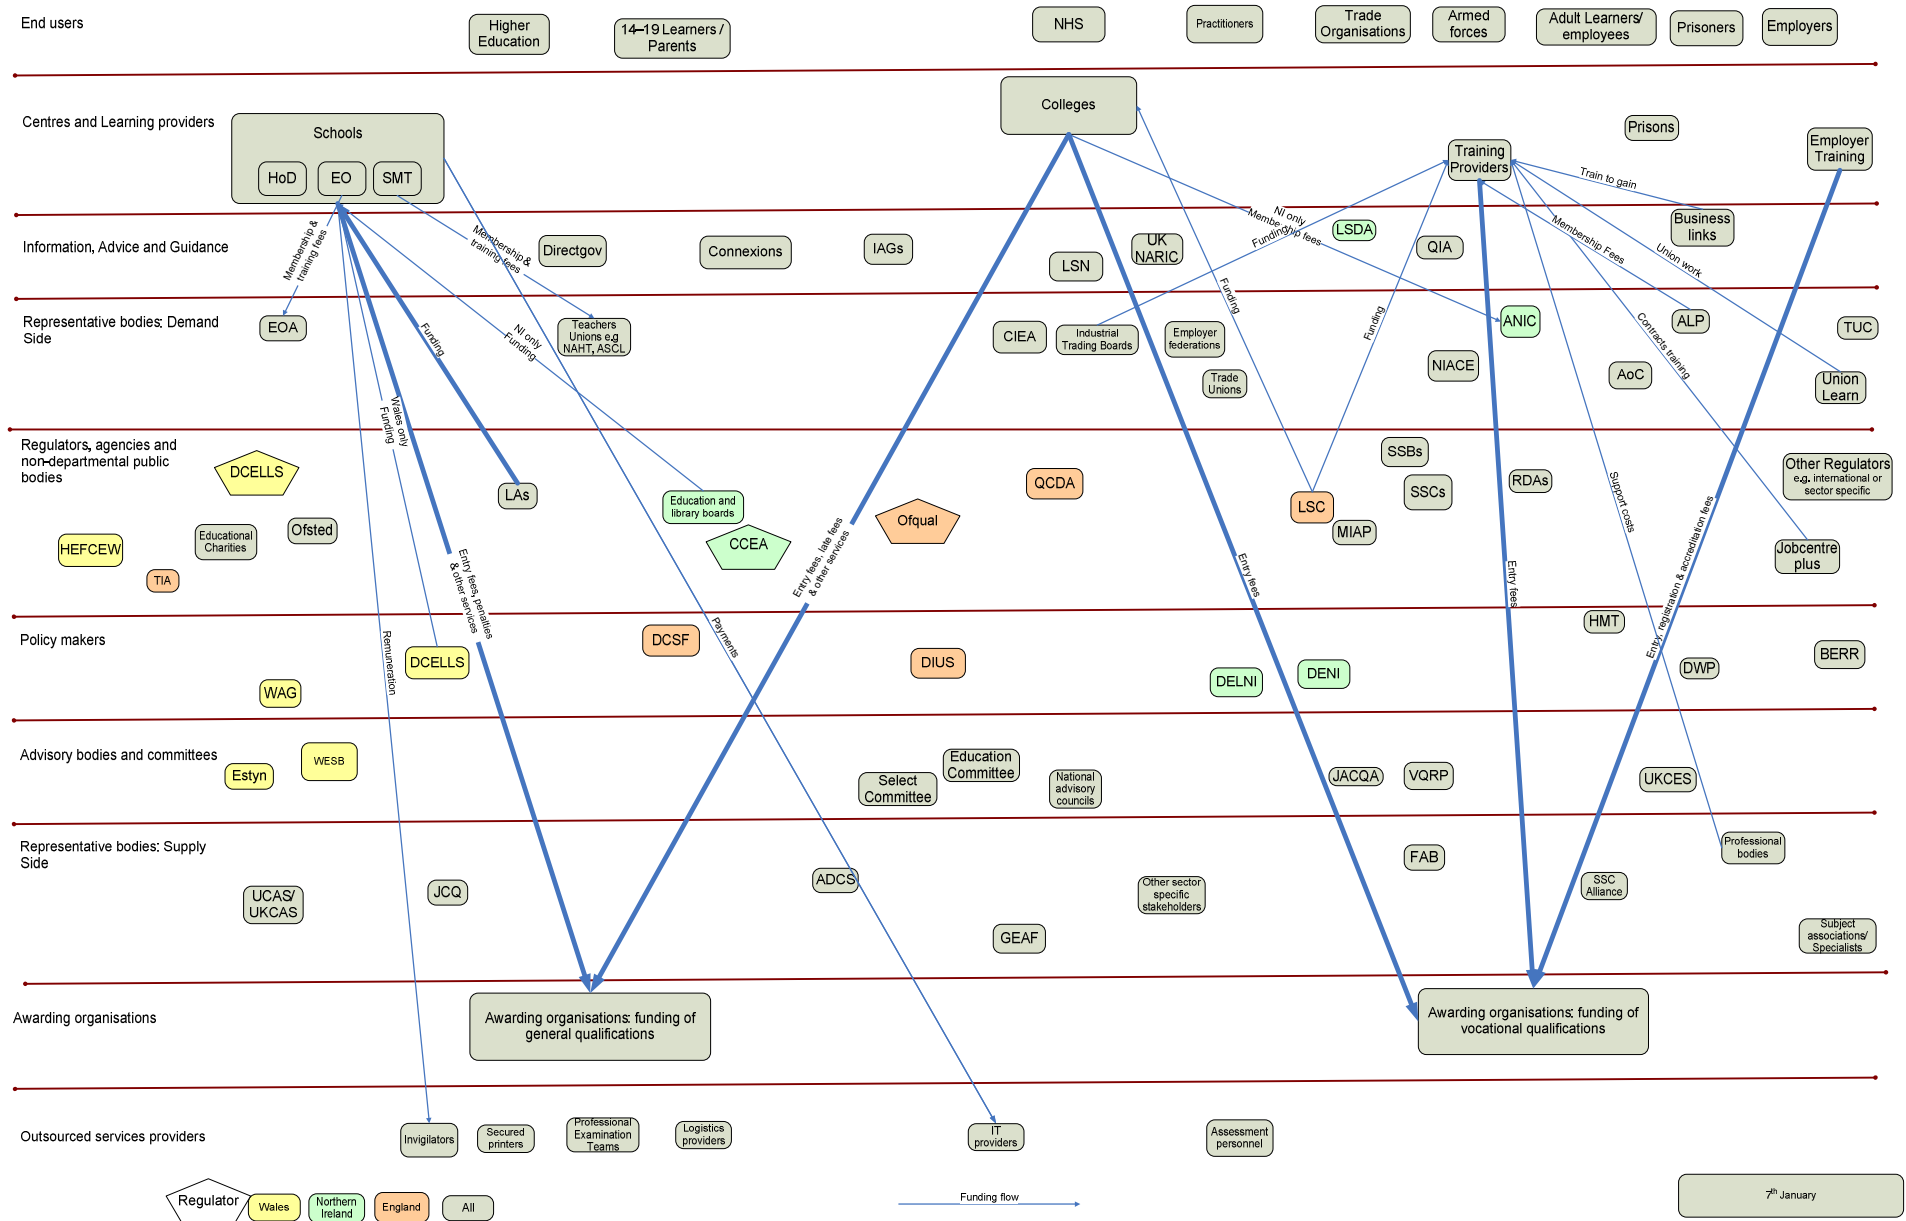 End users
Higher
Education
14–19 Learners /
Parents
NHS
Practitioners
Trade
Organisations
Armed
forces
Adult Learners/
employees
Prisoners
Employers
Centres and Learning providers
Schools
HoD
EO
SMT
Colleges
Training
Providers
Prisons
Employer
Training
Train to gain
Information, Advice and Guidance
Membership &
training fees
Membership &
training fees
Directgov
Connexions
IAGs
LSN
UK
NARIC
NI only
Membership fees
Funding
LSDA
QIA
Membership Fees
Business
links
Union work
Representative bodies: Demand
Side
EOA
Funding
Teachers
Unions e.g
NAHT, ASCL
NI only
Funding
CIEA
Industrial
Trading Boards
Employer
federations
Trade
Unions
Funding
Funding
NIACE
ANIC
AoC
ALP
Contracts training
TUC
Union
Learn
Wales only
Funding
Regulators, agencies and
non–departmental public
bodies
DCELLS
HEFCEW
TIA
Educational
Charities
Ofsted
LAs
Education and
library boards
CCEA
Ofqual
QCDA
LSC
MIAP
SSBs
SSCs
RDAs
Support costs
Other Regulators
e.g. international or
sector specific
Jobcentre
plus
Entry fees, penalties
& other services
Entry fees, late fees
& other services
Entry fees
Entry fees
Entry, registration & accreditation fees
Policy makers
WAG
DCELLS
Remuneration
DCSF
Payments
DIUS
DELNI
DENI
HMT
DWP
BERR
Advisory bodies and committees
Estyn
WESB
Select
Committee
Education
Committee
National
advisory
councils
JACQA
VQRP
UKCES
Representative bodies: Supply
Side
UCAS/
UKCAS
JCQ
ADCS
GEAF
Other sector
specific
stakeholders
FAB
SSC
Alliance
Professional
bodies
Subject
associations/
Specialists
Awarding organisations
Awarding organisations: funding of
general qualifications
Awarding organisations: funding of
vocational qualifications
Outsourced services providers
Invigilators
Secured
printers
Professional
Examination
Teams
Logistics
providers
IT
providers
Assessment
personnel
Regulator
Wales
Northern
Ireland
England
All
Funding flow
7th January